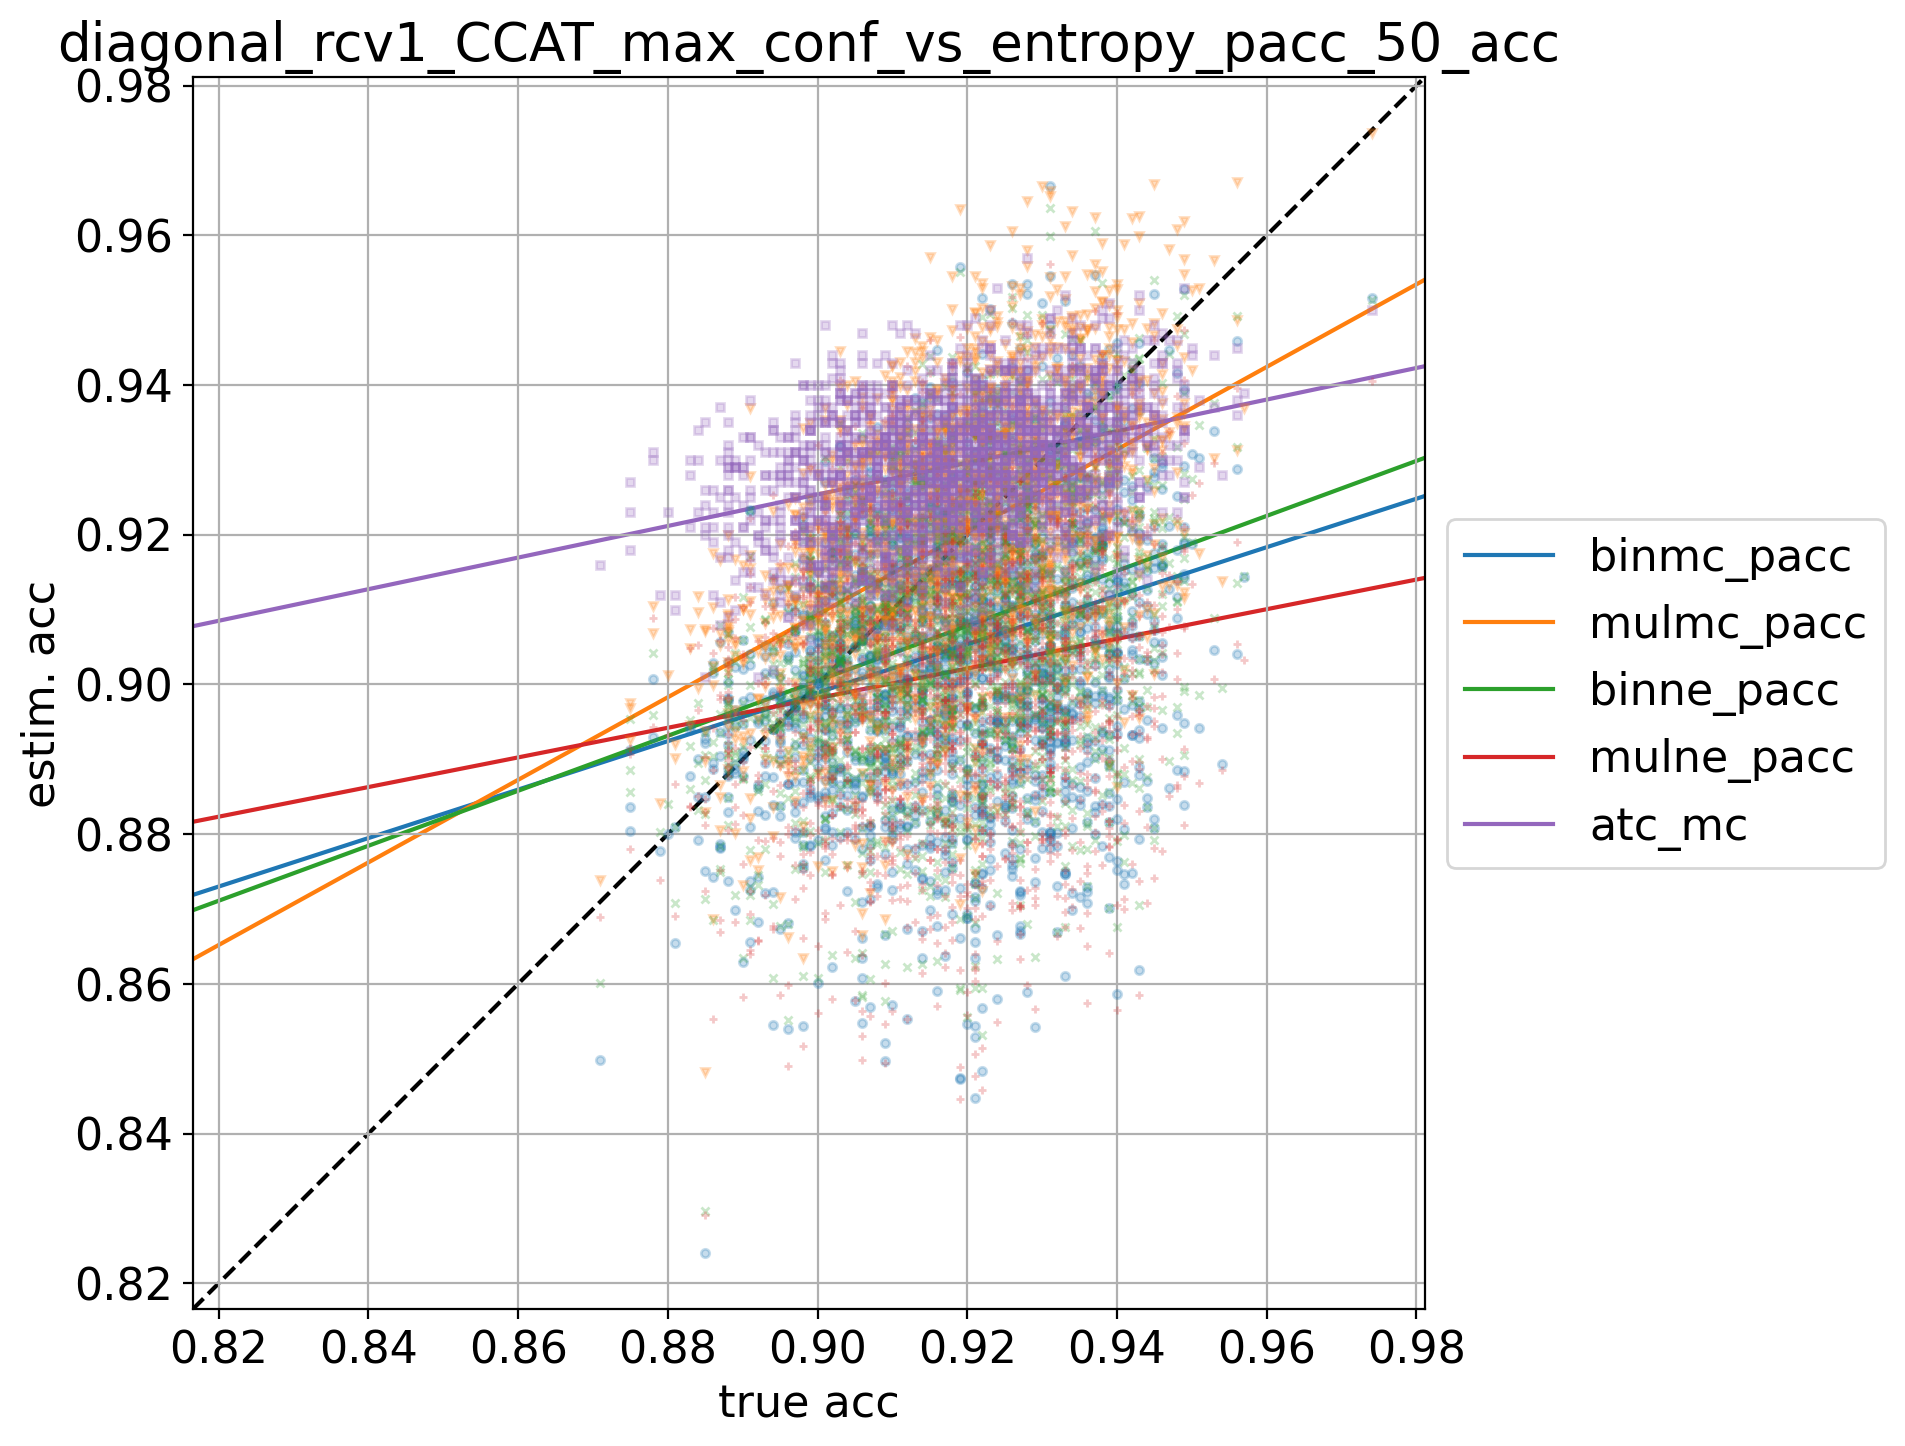 diagonal_rcv1_CCAT_max_conf_vs_entropy_pacc_50_acc
0.98
0.96
0.94
0.92
0.90
0.88
0.86
0.84
0.82
estim. acc
0.82 0.84 0.86 0.88 0.90 0.92 0.94 0.96 0.98
true acc
binmc_pacc
mulmc_pacc
binne_pacc
mulne_pacc
atc_mc